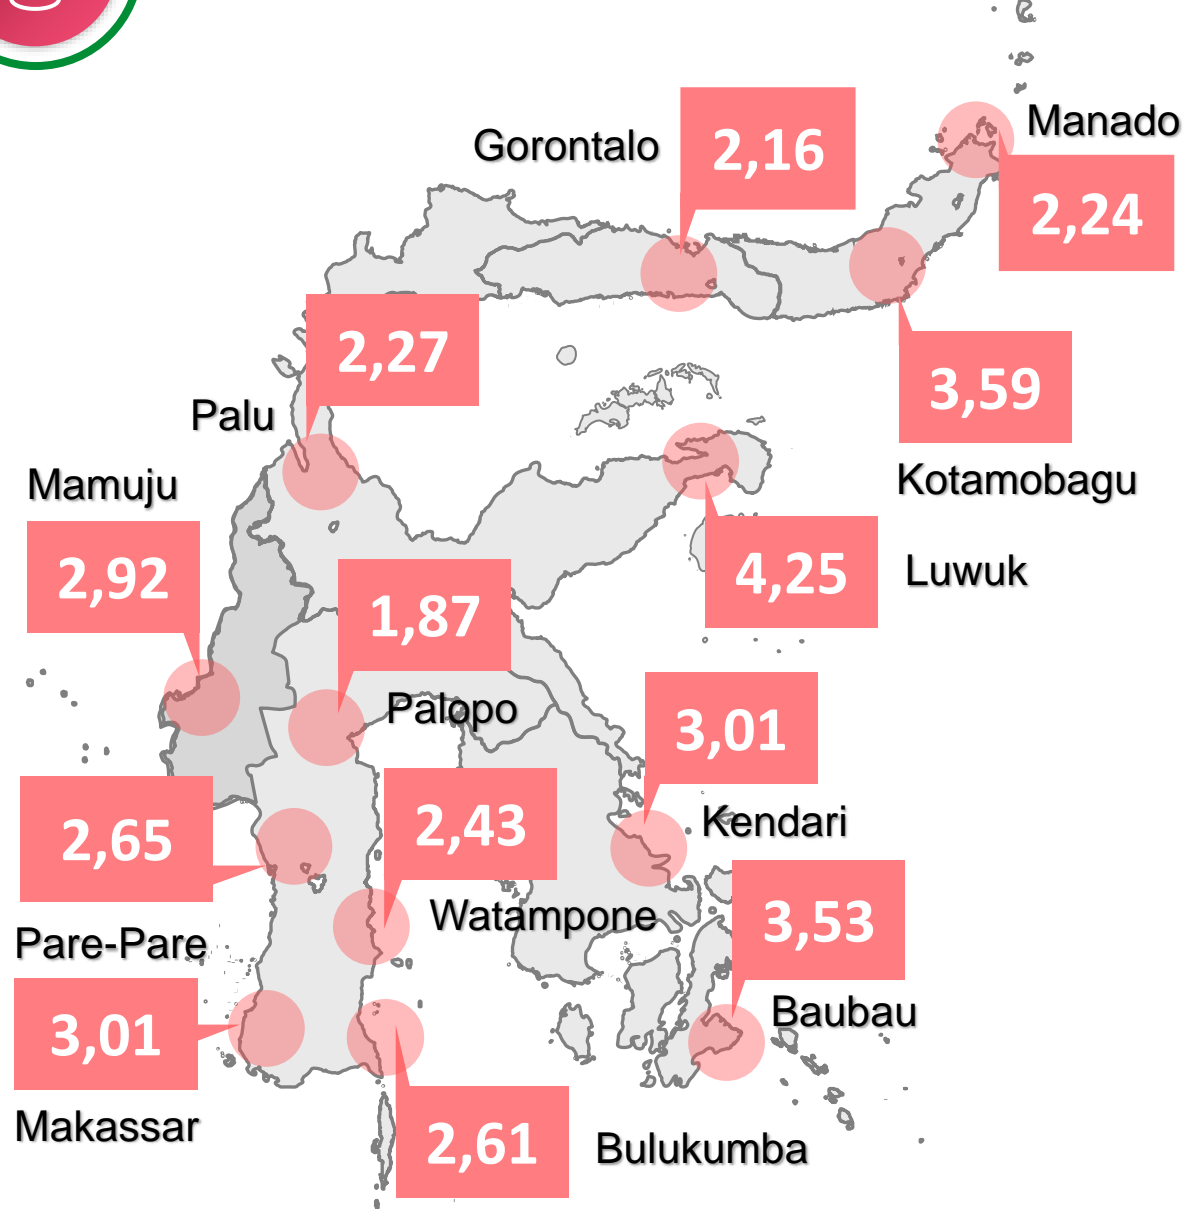 Manado
2,24
Gorontalo
2,16
2,27
Palu
3,59
Kotamobagu
Mamuju
2,92
4,25
Luwuk
1,87
Palopo
3,01
Kendari
2,65
Pare-Pare
2,43
Watampone
3,53
Baubau
3,01
Makassar
2,61
Bulukumba